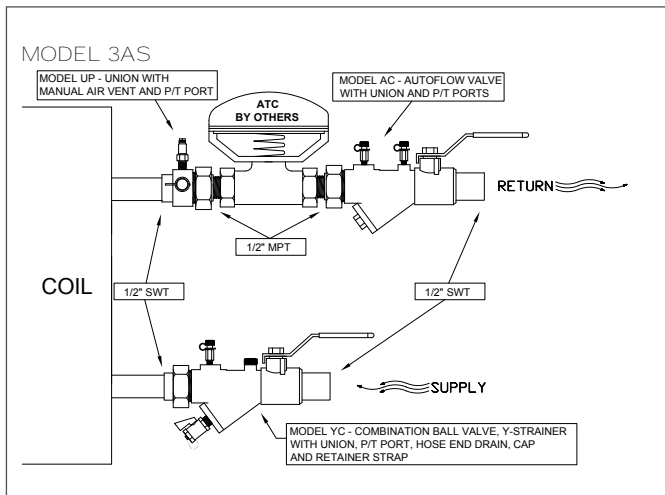 MODEL 3AS
MODEL UP - UNION WITH
MANUAL AIR VENT AND P/T PORT
ATC
BY OTHERS
MODEL AC - AUTOFLOW VALVE
WITH UNION AND P/T PORTS
RETURN
1/2" MPT
COIL
1/2" SWT
1/2" SWT
SUPPLY
MODEL YC - COMBINATION BALL VALVE, Y-STRAINER
WITH UNION, P/T PORT, HOSE END DRAIN, CAP
AND RETAINER STRAP